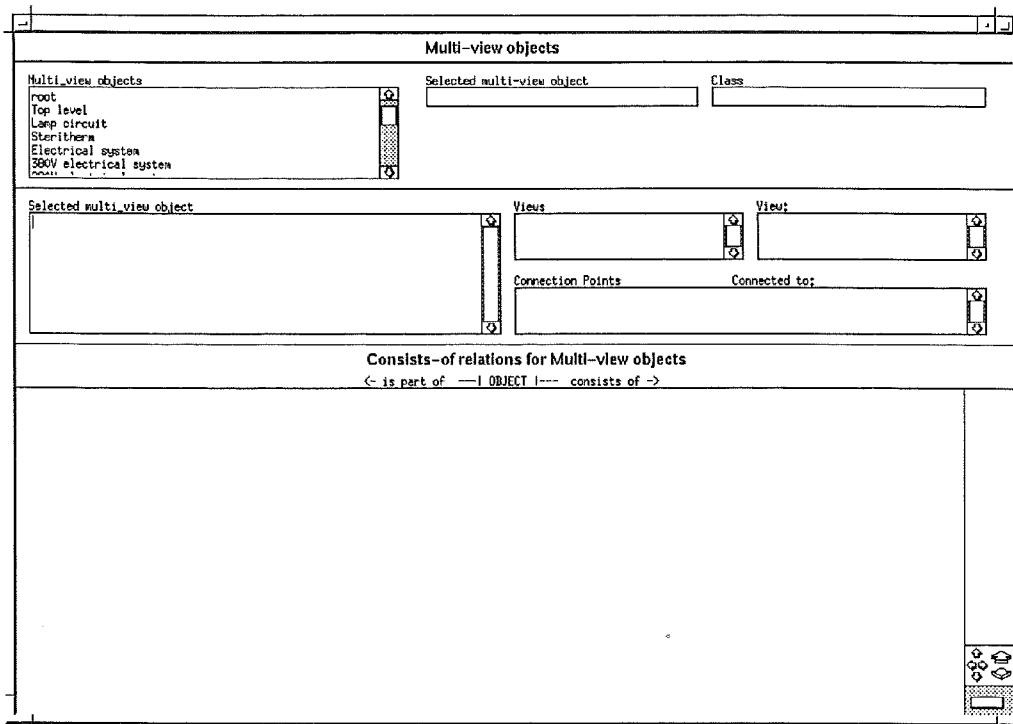 Multi-view objects
Multi_view objects
Selected multi-view object
Class
root
Top level
Lamp circuit
Steritherm
Electrical system
380V electrical system
Selected multi_view object
Views
View:
Connection Points
Connected to:
Consists-of relations for Multi-view objects
<- is part of ---| OBJECT |--- consists of ->